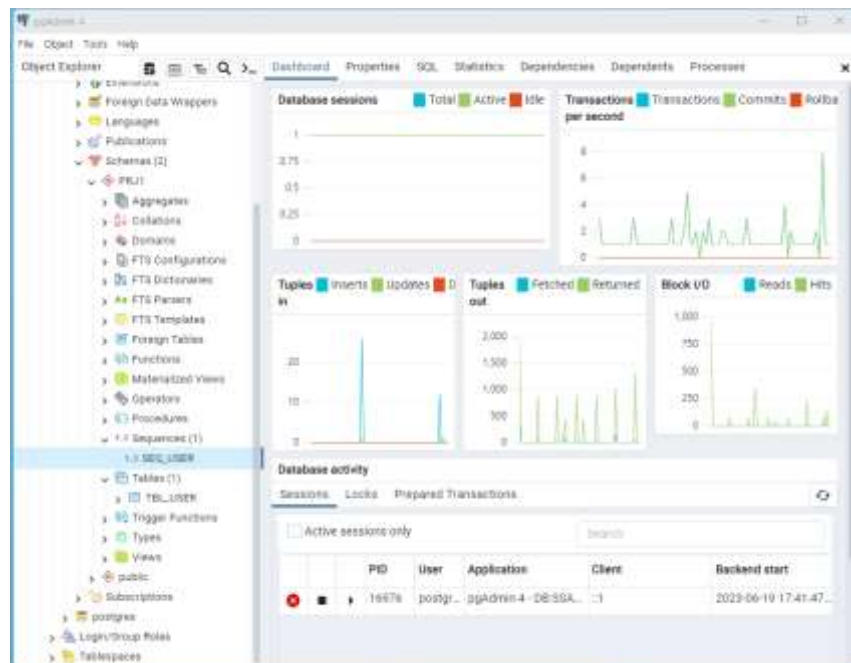 pgAdmin 4
File Object Tools Help
Object Explorer
Dashboard Properties SQL Statistics Dependencies Dependents Processes
Extensions
Foreign Data Wrappers
Languages
Publications
Schemas (2)
PRJ1
Aggregates
Collations
Domains
FTS Configurations
FTS Dictionaries
FTS Parsers
FTS Templates
Foreign Tables
Functions
Materialized Views
Operators
Procedures
1..3 Sequences (1)
1..3 SEQ_USER
Tables (1)
TBL_USER
Trigger Functions
Types
Views
public
Subscriptions
postgres
Login/Group Roles
Tablespaces
Database sessions
Total Active Idle
1
0.75
0.5
0.25
0
Transactions per second
Transactions Commits Rollba
8
6
4
2
0
Tuples in
Inserts Updates D
20
10
0
Tuples out
Fetched Returned
2,000
1,500
1,000
500
0
Block I/O
Reads Hits
1,000
750
500
250
0
Database activity
Sessions Locks Prepared Transactions
Active sessions only
Search
PID User Application Client Backend start
16976 postgr... pgAdmin 4 - DB:SSA... ::1 2023-06-19 17:41:47...